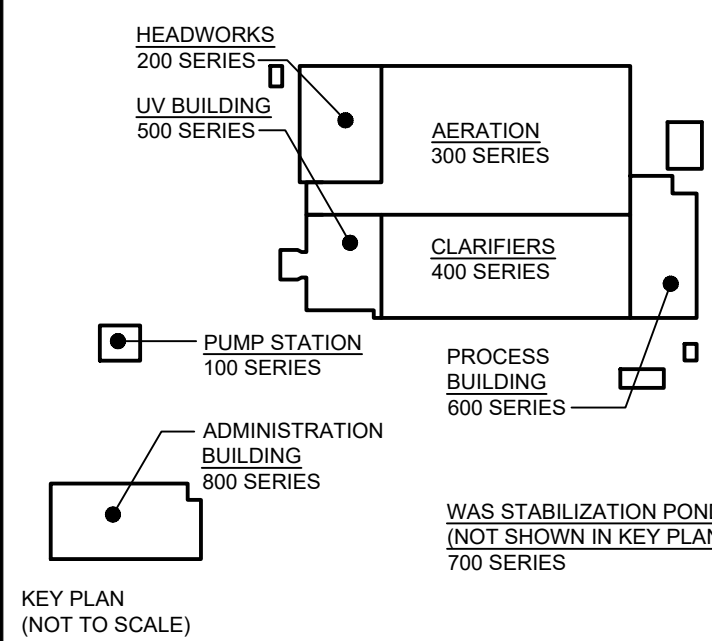 HEADWORKS
200 SERIES
UV BUILDING
500 SERIES
AERATION
300 SERIES
CLARIFIERS
400 SERIES
PUMP STATION
100 SERIES
PROCESS
BUILDING
600 SERIES
ADMINISTRATION
BUILDING
800 SERIES
WAS STABILIZATION POND
(NOT SHOWN IN KEY PLAN
700 SERIES
KEY PLAN
(NOT TO SCALE)